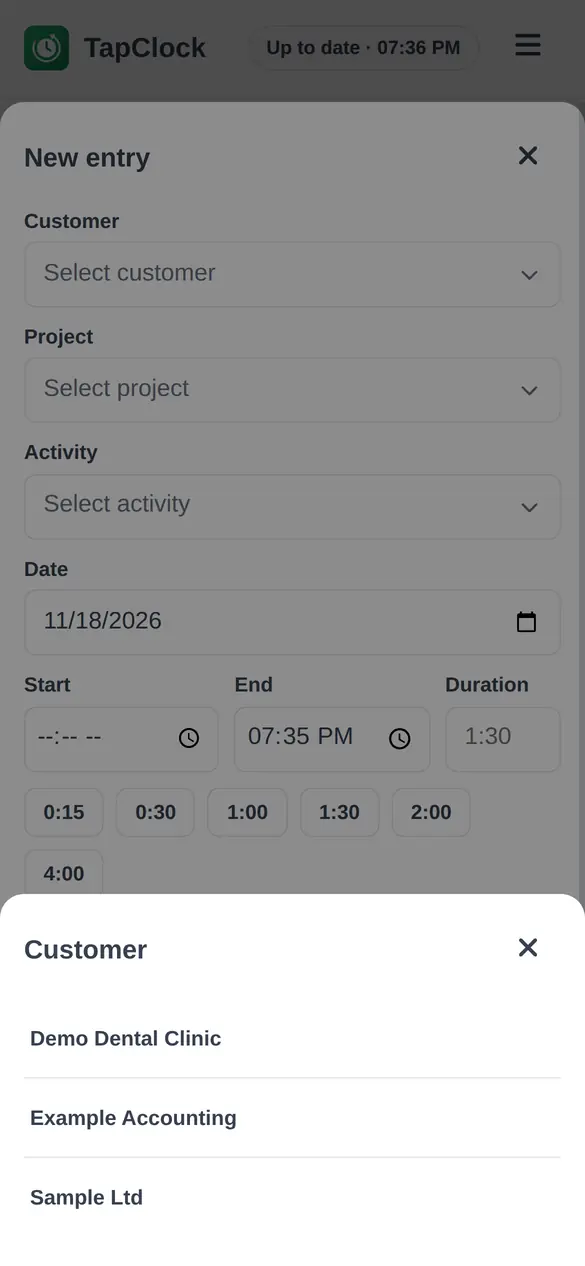 TapClock
Up to date · 07:36 PM
New entry
Customer
Select customer
Project
Select project
Activity
Select activity
Date
11/18/2026
Start End Duration
--:-- -- 07:35 PM 1:30
0:15 0:30 1:00 1:30 2:00
4:00
Customer
Demo Dental Clinic
Example Accounting
Sample Ltd